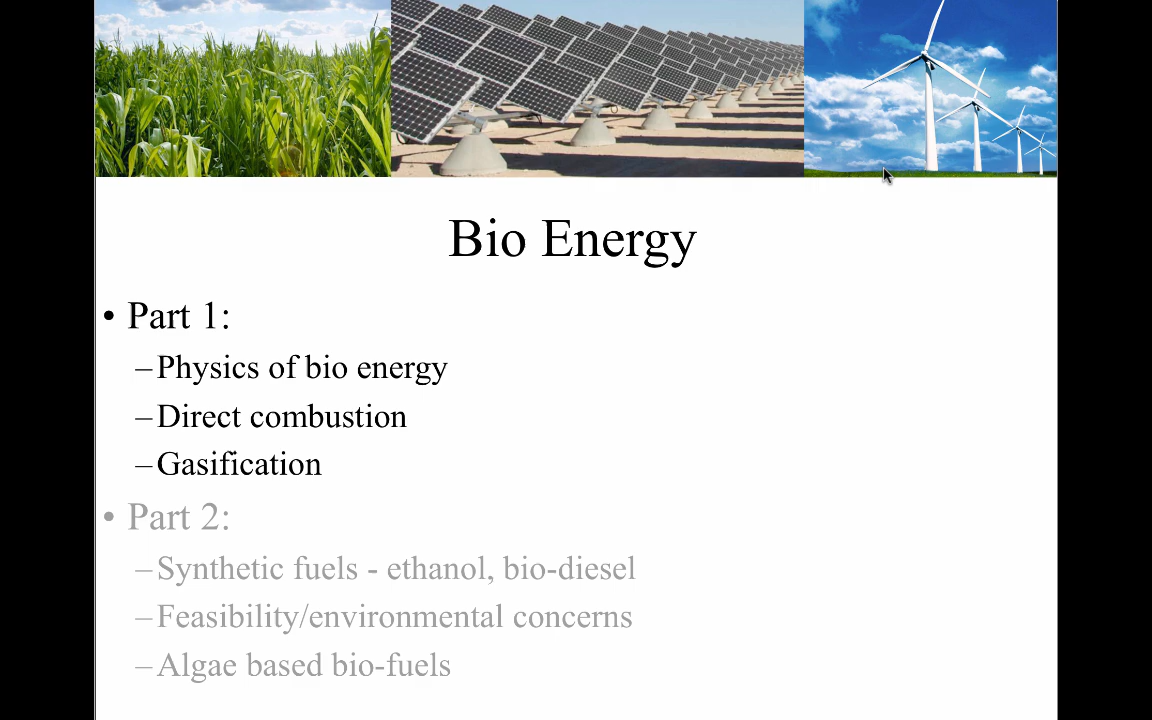 Bio Energy
• Part 1:
–Physics of bio energy
–Direct combustion
–Gasification
• Part 2:
–Synthetic fuels - ethanol, bio-diesel
–Feasibility/environmental concerns
–Algae based bio-fuels